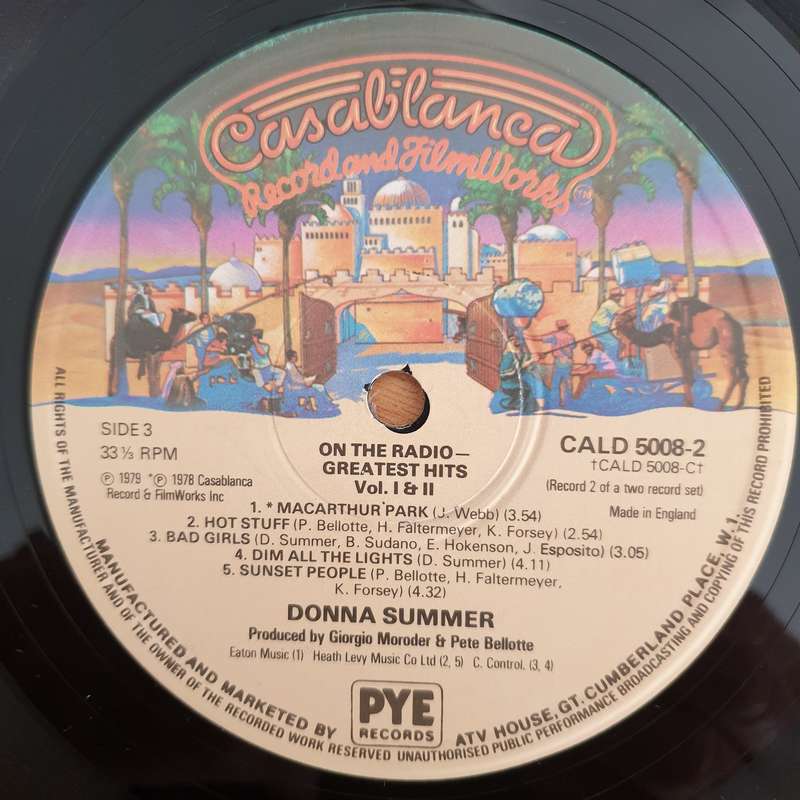 Casablanca
Record and FilmWorks
TM
SIDE 3
33⅓ RPM
Ⓟ 1979 *Ⓟ 1978 Casablanca
Record & FilmWorks Inc
ON THE RADIO—
GREATEST HITS
Vol. I & II
CALD 5008-2
†CALD 5008-C†
(Record 2 of a two record set)
Made in England
1. * MACARTHUR PARK (J. Webb) (3.54)
2. HOT STUFF (P. Bellotte, H. Faltermeyer, K. Forsey) (2.54)
3. BAD GIRLS (D. Summer, B. Sudano, E. Hokenson, J. Esposito) (3.05)
4. DIM ALL THE LIGHTS (D. Summer) (4.11)
5. SUNSET PEOPLE (P. Bellotte, H. Faltermeyer,
K. Forsey) (4.32)
DONNA SUMMER
Produced by Giorgio Moroder & Pete Bellotte
Eaton Music (1) Heath Levy Music Co Ltd (2, 5) C. Control. (3, 4)
PYE
RECORDS
MANUFACTURED AND MARKETED BY
ATV HOUSE, GT. CUMBERLAND PLACE, W.1.
ALL RIGHTS OF THE MANUFACTURER AND OF THE OWNER OF THE RECORDED WORK RESERVED UNAUTHORISED PUBLIC PERFORMANCE BROADCASTING AND COPYING OF THIS RECORD PROHIBITED